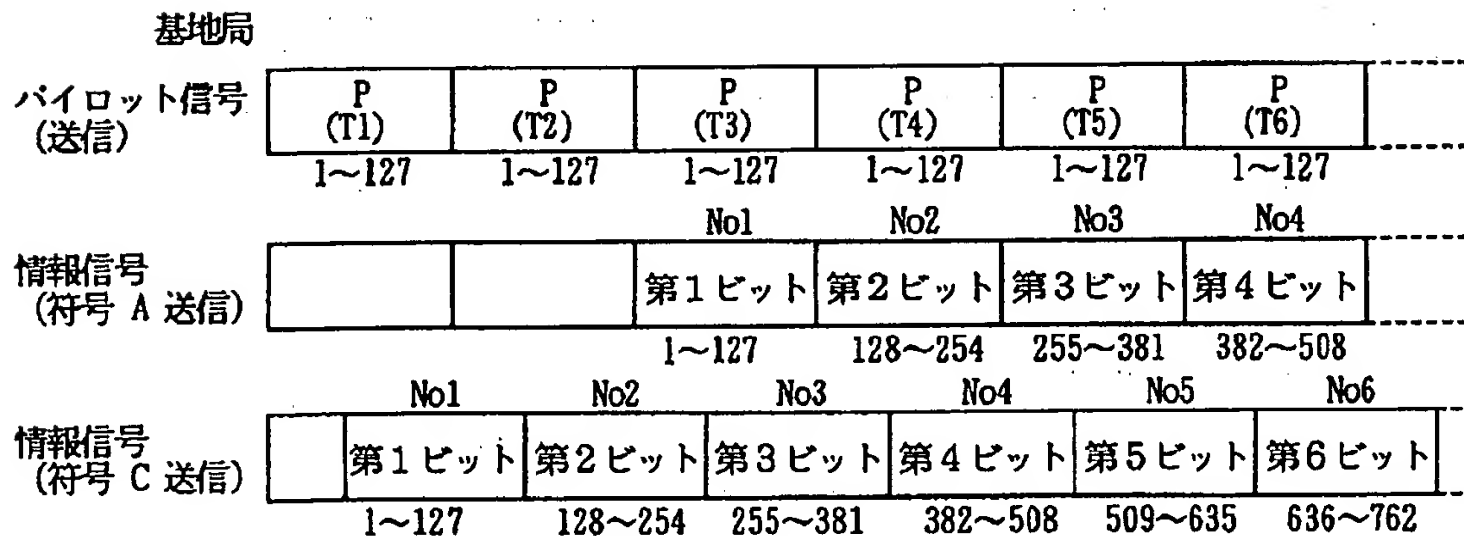 基地局
パイロット信号
(送信)
P P P P P P
(T1) (T2) (T3) (T4) (T5) (T6)
1〜127 1〜127 1〜127 1〜127 1〜127 1〜127
No1 No2 No3 No4
情報信号
(符号 A 送信)
第1ビット 第2ビット 第3ビット 第4ビット
1〜127 128〜254 255〜381 382〜508
No1 No2 No3 No4 No5 No6
情報信号
(符号 C 送信)
第1ビット 第2ビット 第3ビット 第4ビット 第5ビット 第6ビット
1〜127 128〜254 255〜381 382〜508 509〜635 636〜762